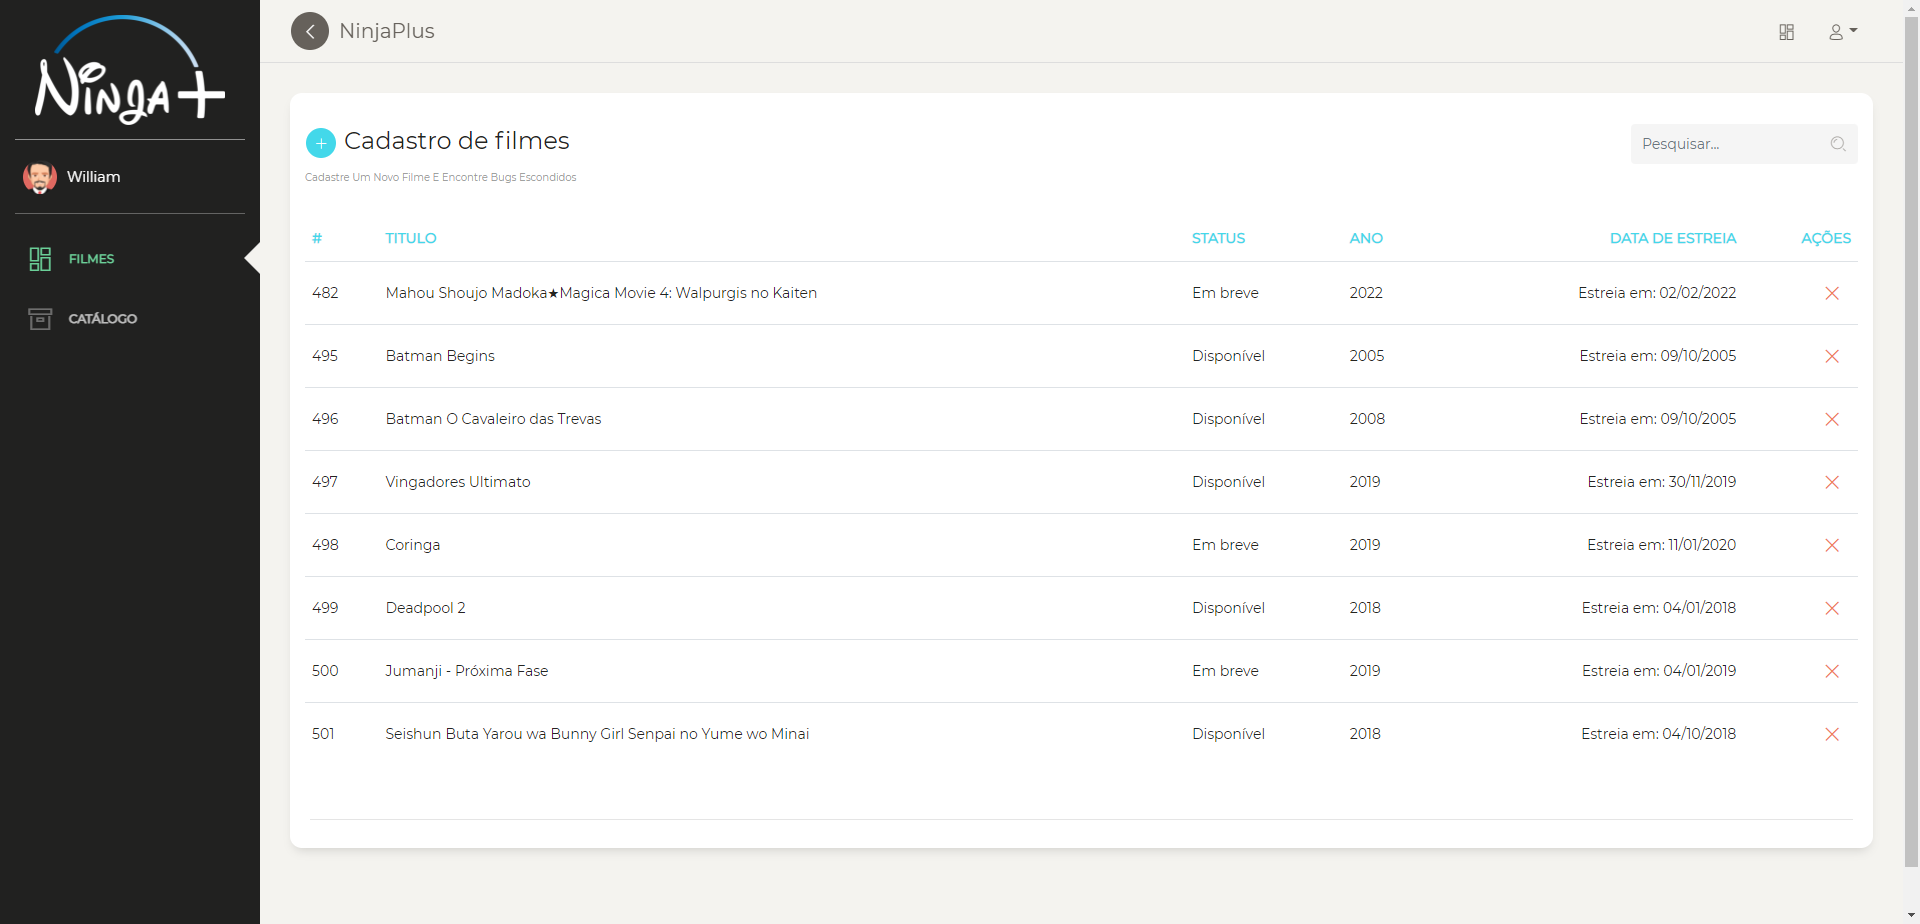 Ninja+
William
FILMES
CATÁLOGO
NinjaPlus
Cadastro de filmes
Cadastre Um Novo Filme E Encontre Bugs Escondidos
Pesquisar...
# TITULO STATUS ANO DATA DE ESTREIA AÇÕES
482 Mahou Shoujo Madoka★Magica Movie 4: Walpurgis no Kaiten Em breve 2022 Estreia em: 02/02/2022
495 Batman Begins Disponível 2005 Estreia em: 09/10/2005
496 Batman O Cavaleiro das Trevas Disponível 2008 Estreia em: 09/10/2005
497 Vingadores Ultimato Disponível 2019 Estreia em: 30/11/2019
498 Coringa Em breve 2019 Estreia em: 11/01/2020
499 Deadpool 2 Disponível 2018 Estreia em: 04/01/2018
500 Jumanji - Próxima Fase Em breve 2019 Estreia em: 04/01/2019
501 Seishun Buta Yarou wa Bunny Girl Senpai no Yume wo Minai Disponível 2018 Estreia em: 04/10/2018